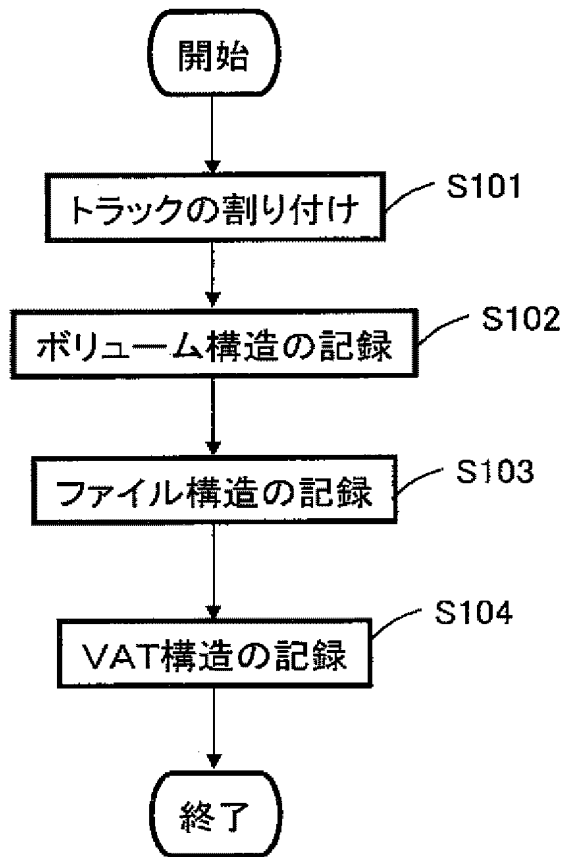 開始
トラックの割り付け
S101
ボリューム構造の記録
S102
ファイル構造の記録
S103
VAT構造の記録
S104
終了